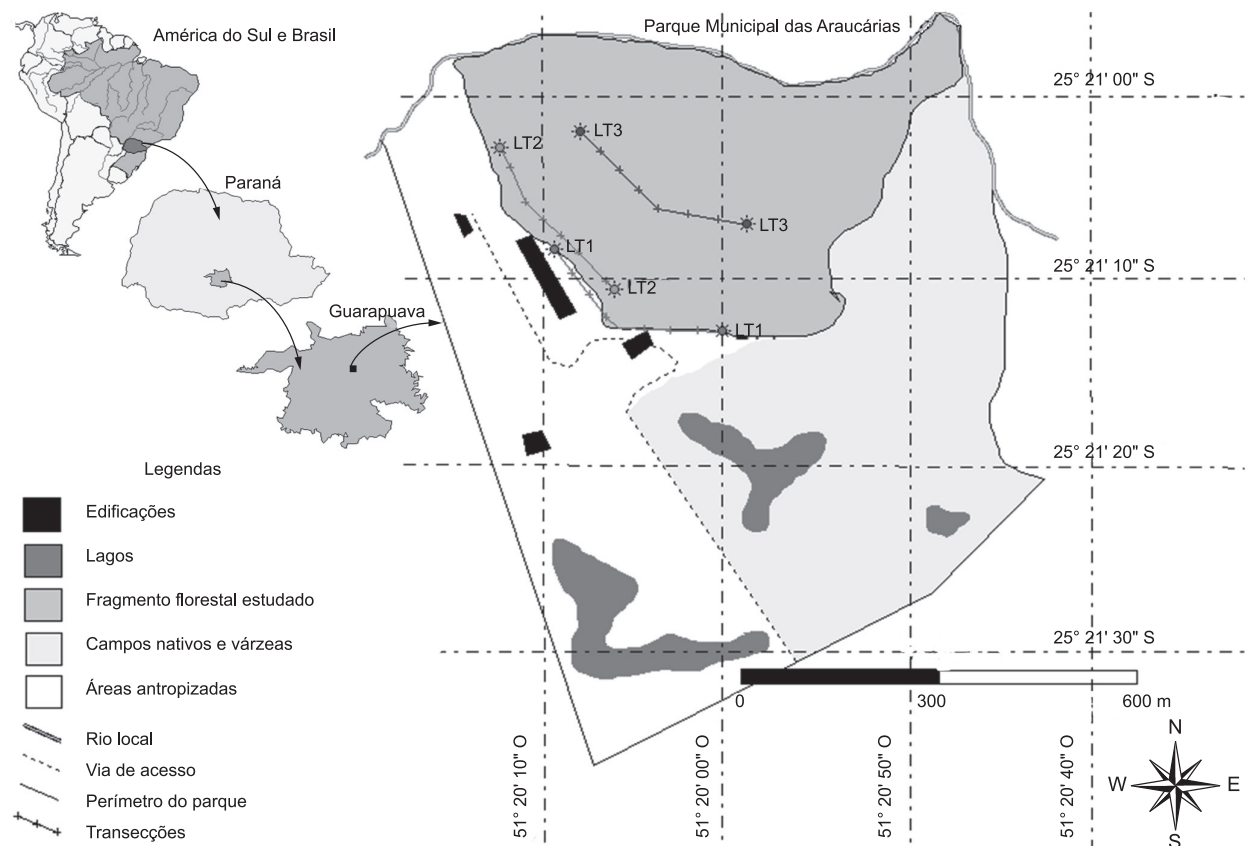 América do Sul e Brasil
Parque Municipal das Araucárias
25° 21' 00" S
LT3
LT2
Paraná
LT3
LT1
25° 21' 10" S
LT2
Guarapuava
LT1
25° 21' 20" S
Legendas
Edificações
Lagos
Fragmento florestal estudado
Campos nativos e várzeas
25° 21' 30" S
Áreas antropizadas
0 300 600 m
Rio local
Via de acesso
Perímetro do parque
Transecções
51° 20' 10" O
51° 20' 00" O
51° 20' 50" O
51° 20' 40" O
N
W E
S